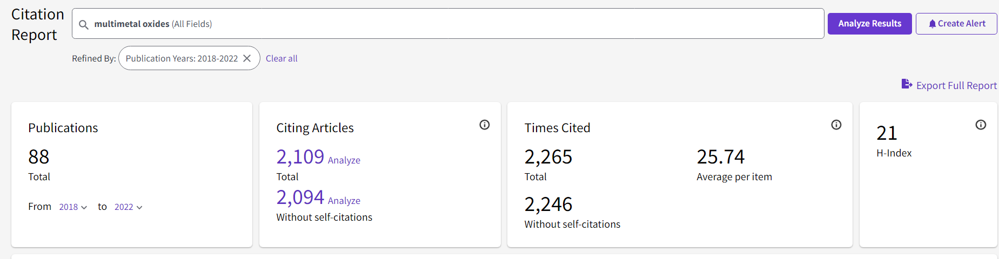 Citation Report
multimetal oxides (All Fields)
Analyze Results
Create Alert
Refined By:
Publication Years: 2018-2022
Clear all
Export Full Report
Publications
88
Total
From 2018 to 2022
Citing Articles
2,109 Analyze
Total
2,094 Analyze
Without self-citations
Times Cited
2,265
Total
25.74
Average per item
2,246
Without self-citations
21
H-Index